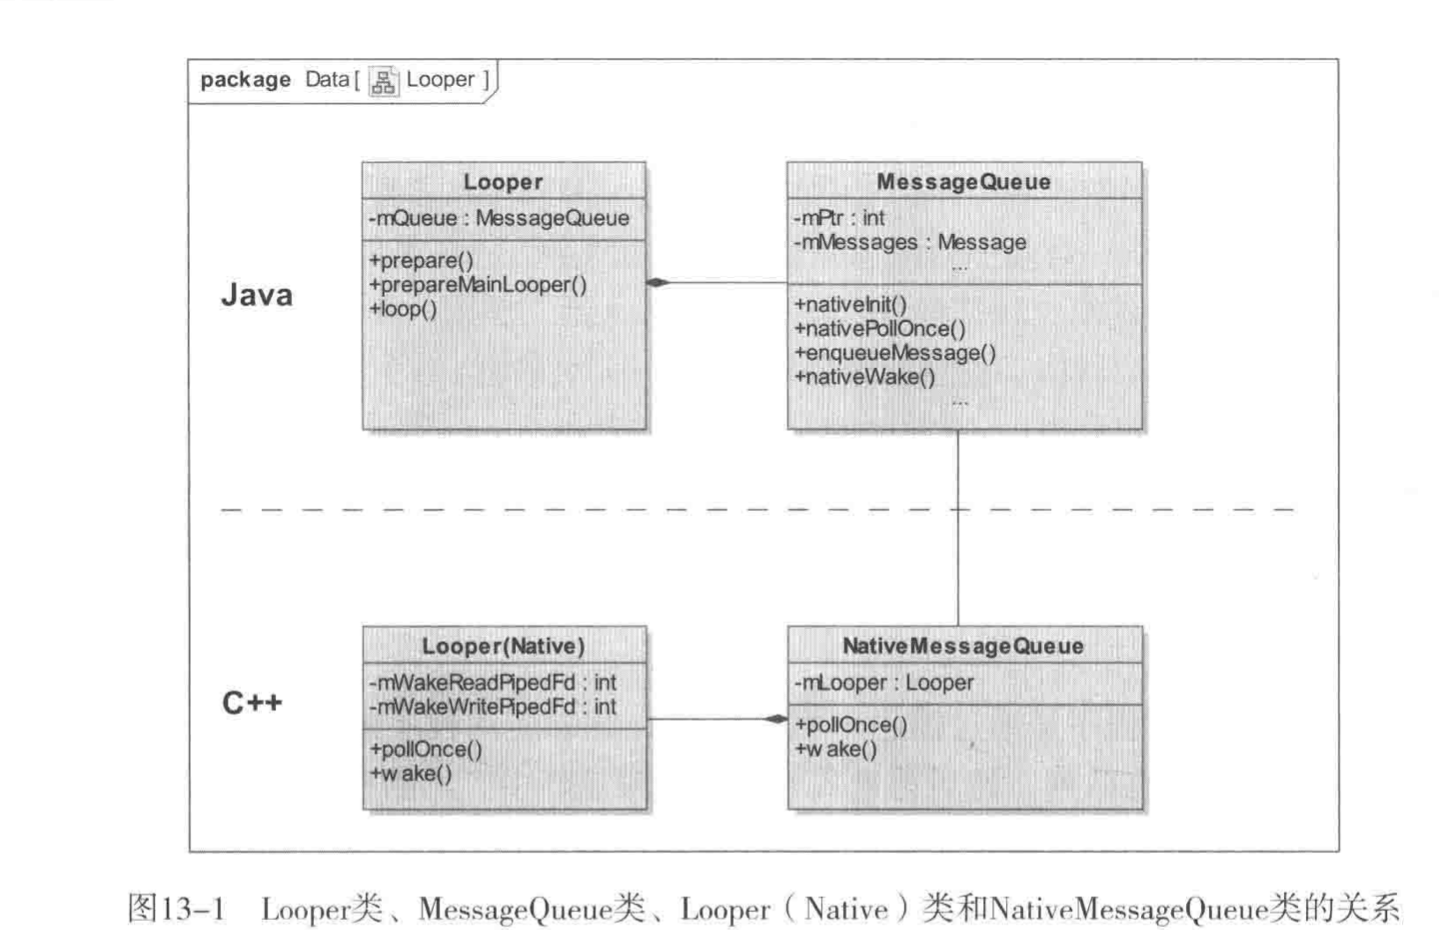 package Data [ Looper ]
Java
Looper
-mQueue : MessageQueue
+prepare()
+prepareMainLooper()
+loop()
MessageQueue
-mPtr : int
-mMessages : Message
...
+nativeInit()
+nativePollOnce()
+enqueueMessage()
+nativeWake()
...
C++
Looper(Native)
-mWakeReadPipedFd : int
-mWakeWritePipedFd : int
+pollOnce()
+wake()
NativeMessageQueue
-mLooper : Looper
+pollOnce()
+wake()
图13-1 Looper类、MessageQueue类、Looper（Native）类和NativeMessageQueue类的关系